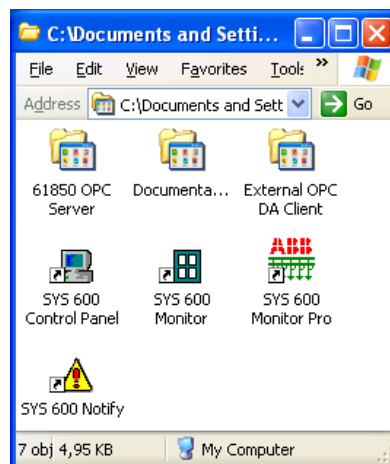 C:\Documents and Setti...
File Edit View Favorites Tools »
Address C:\Documents and Sett Go
61850 OPC Server
Documenta...
External OPC DA Client
ABB
SYS 600 Control Panel
SYS 600 Monitor
SYS 600 Monitor Pro
SYS 600 Notify
7 obj 4,95 KB My Computer